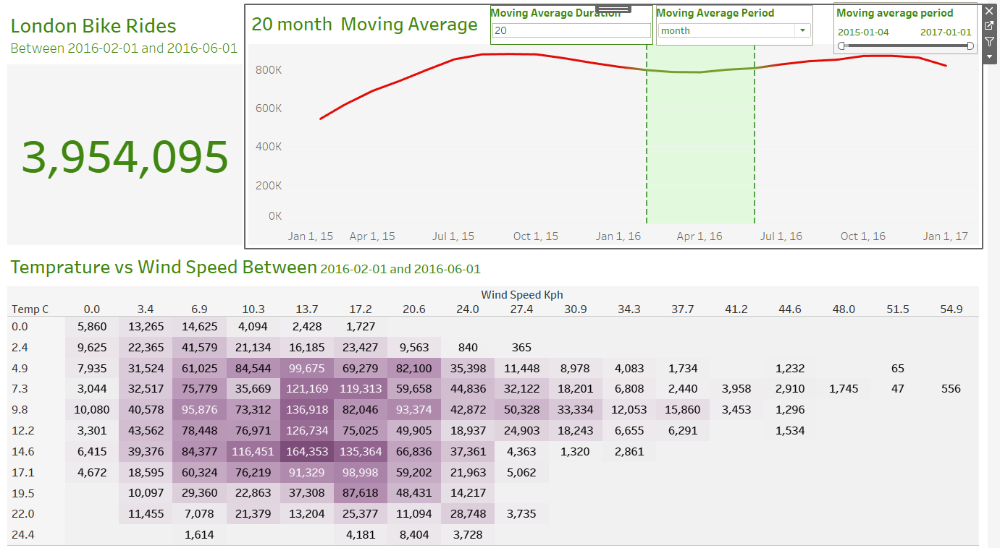 London Bike Rides
Between 2016-02-01 and 2016-06-01
3,954,095
20 month Moving Average
Moving Average Duration
20
Moving Average Period
month
Moving average period
2015-01-04 2017-01-01
800K
600K
400K
200K
0K
Jan 1, 15 Apr 1, 15 Jul 1, 15 Oct 1, 15 Jan 1, 16 Apr 1, 16 Jul 1, 16 Oct 1, 16 Jan 1, 17
Temprature vs Wind Speed Between 2016-02-01 and 2016-06-01
Wind Speed Kph
Temp C 0.0 3.4 6.9 10.3 13.7 17.2 20.6 24.0 27.4 30.9 34.3 37.7 41.2 44.6 48.0 51.5 54.9
0.0 5,860 13,265 14,625 4,094 2,428 1,727
2.4 9,625 22,365 41,579 21,134 16,185 23,427 9,563 840 365
4.9 7,935 31,524 61,025 84,544 99,675 69,279 82,100 35,398 11,448 8,978 4,083 1,734 1,232 65
7.3 3,044 32,517 75,779 35,669 121,169 119,313 59,658 44,836 32,122 18,201 6,808 2,440 3,958 2,910 1,745 47 556
9.8 10,080 40,578 95,876 73,312 136,918 82,046 93,374 42,872 50,328 33,334 12,053 15,860 3,453 1,296
12.2 3,301 43,562 78,448 76,971 126,734 75,025 49,905 18,937 24,903 18,243 6,655 6,291 1,534
14.6 6,415 39,376 84,377 116,451 164,353 135,364 66,836 37,361 4,363 1,320 2,861
17.1 4,672 18,595 60,324 76,219 91,329 98,998 59,202 21,963 5,062
19.5 10,097 29,360 22,863 37,308 87,618 48,431 14,217
22.0 11,455 7,078 21,379 13,204 25,377 11,094 28,748 3,735
24.4 1,614 4,181 8,404 3,728